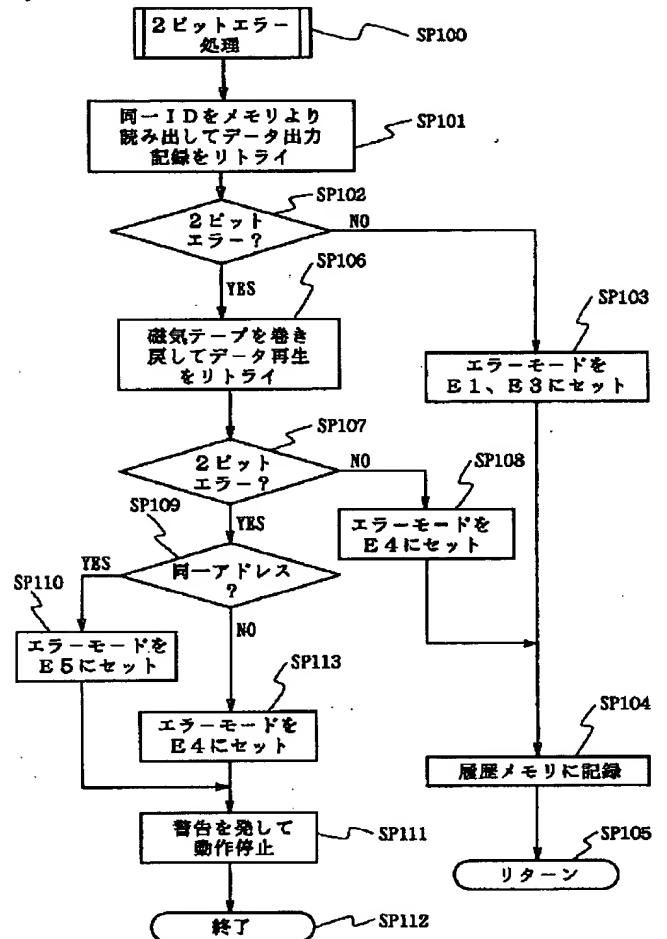 2ビットエラー
処理
SP100
同一IDをメモリより
読み出してデータ出力
記録をリトライ
SP101
SP102
2ビット
エラー?
NO
YES
SP106
SP103
磁気テープを巻き
戻してデータ再生
をリトライ
エラーモードを
E1、E3にセット
SP107
2ビット
エラー?
NO
SP108
YES
エラーモードを
E4にセット
SP109
同一アドレス
?
YES
SP110
NO
エラーモードを
E5にセット
SP113
エラーモードを
E4にセット
SP104
履歴メモリに記録
警告を発して
動作停止
SP111
SP105
リターン
終了
SP112